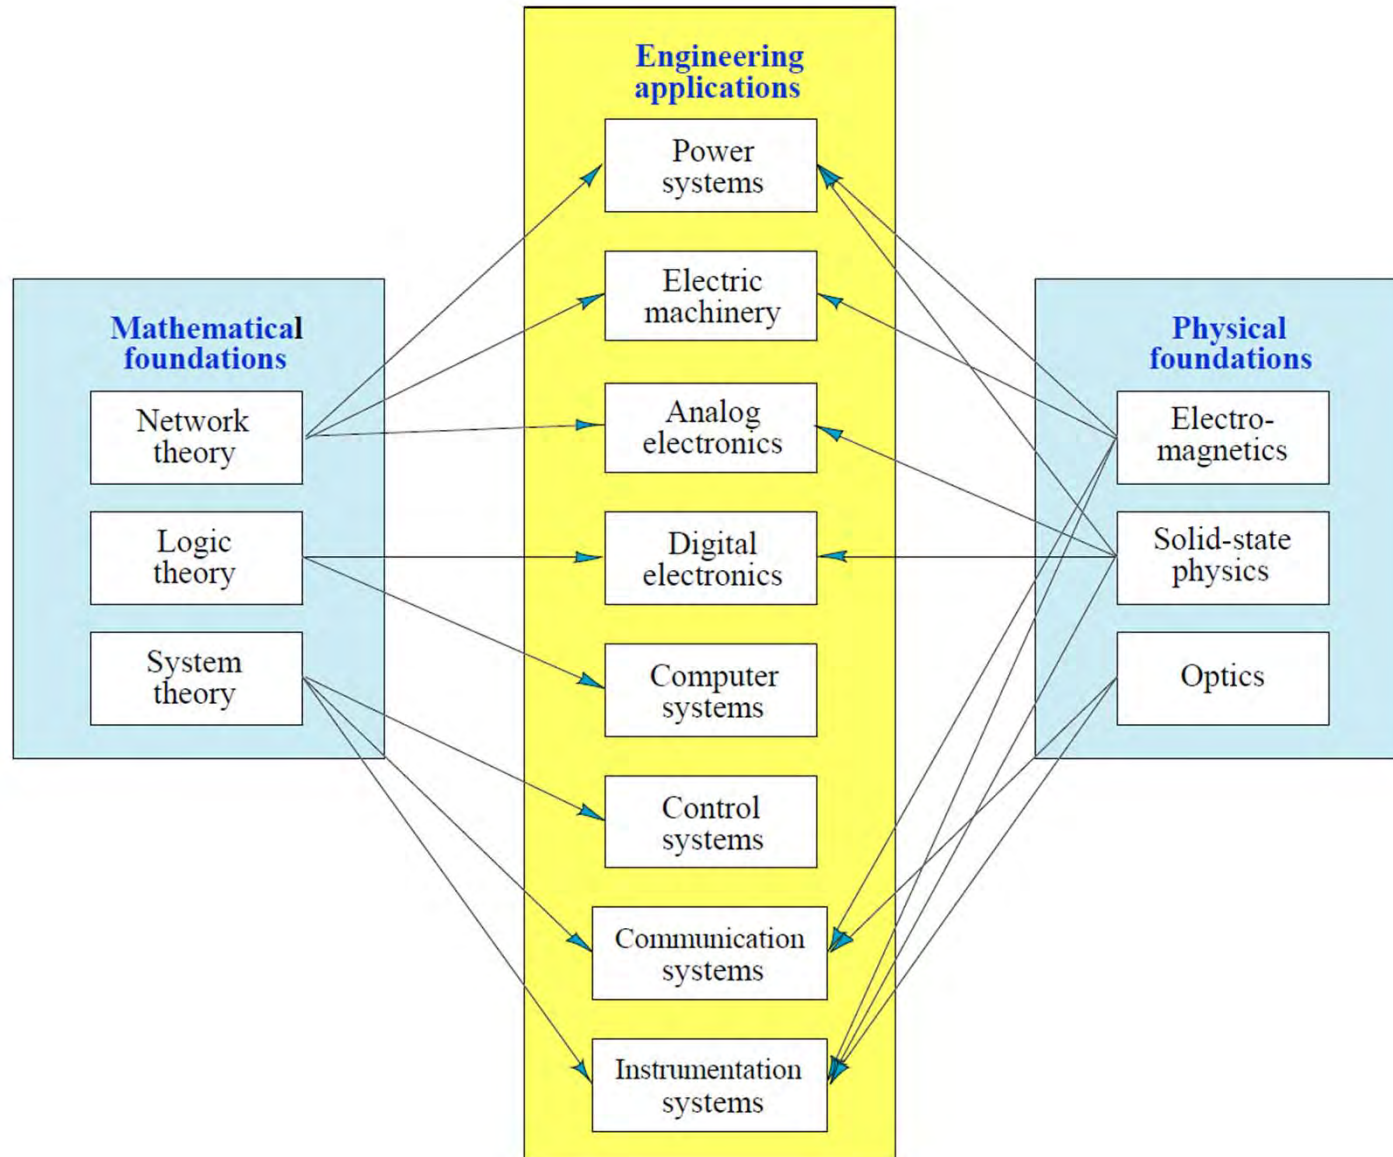 Engineering
applications
Power
systems
Electric
machinery
Analog
electronics
Digital
electronics
Computer
systems
Control
systems
Communication
systems
Instrumentation
systems
Mathematical
foundations
Network
theory
Logic
theory
System
theory
Physical
foundations
Electro-
magnetics
Solid-state
physics
Optics